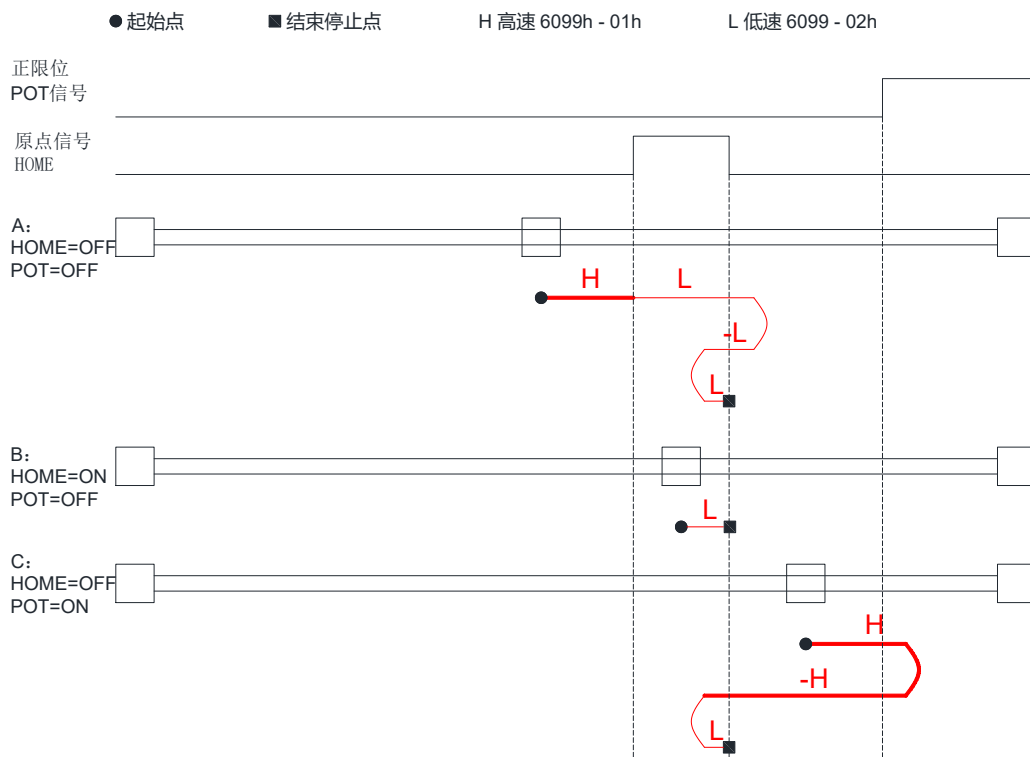 ●起始点 ■结束停止点 H 高速 6099h - 01h L 低速 6099 - 02h
正限位
POT信号
原点信号
HOME
A:
HOME=OFF
POT=OFF
H L
-L
L
B:
HOME=ON
POT=OFF
L
C:
HOME=OFF
POT=ON
H
-H
L